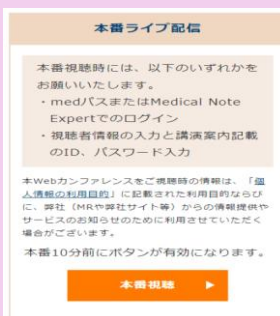 本番ライブ配信
本番視聴時には、以下のいずれかを
お願いいたします。
・medパスまたはMedical Note
Expertでのログイン
・視聴者情報の入力と講演案内記載
のID、パスワード入力
本Webカンファレンスをご視聴時の情報は、「個
人情報の利用目的」に記載された利用目的ならび
に、弊社（MRや弊社サイト等）からの情報提供や
サービスのお知らせのために利用させていただく
場合がございます。
本番10分前にボタンが有効になります。
本番視聴 ▶